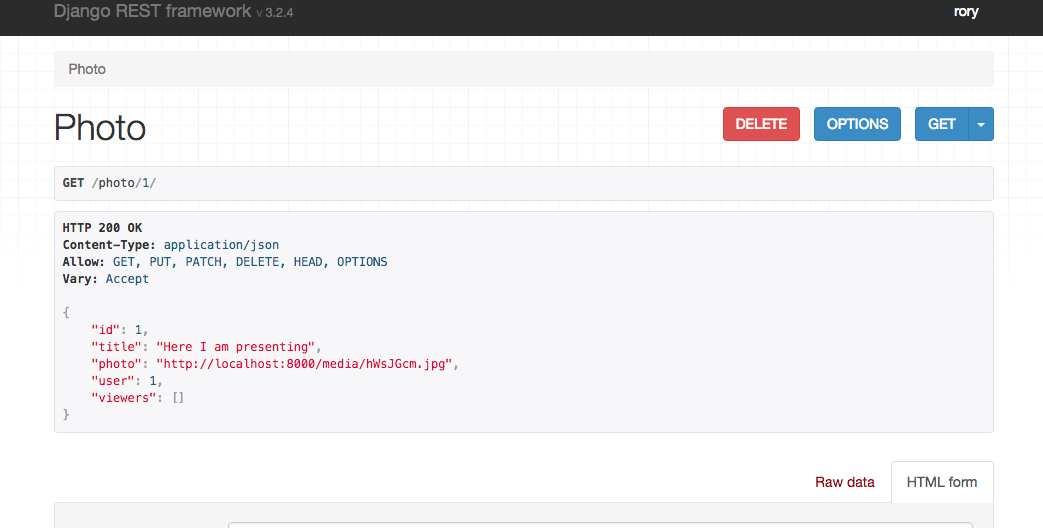 Django REST framework v 3.2.4
rory
Photo
Photo
DELETE
OPTIONS
GET
GET /photo/1/
HTTP 200 OK
Content-Type: application/json
Allow: GET, PUT, PATCH, DELETE, HEAD, OPTIONS
Vary: Accept
{
    "id": 1,
    "title": "Here I am presenting",
    "photo": "http://localhost:8000/media/hWsJGcm.jpg",
    "user": 1,
    "viewers": []
}
Raw data
HTML form